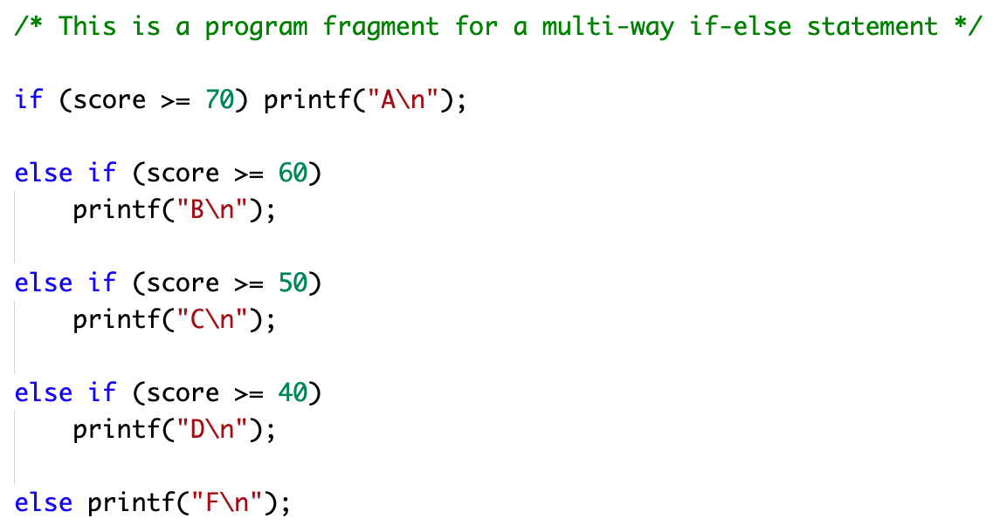 /* This is a program fragment for a multi-way if-else statement */
if (score >= 70) printf("A\n");
else if (score >= 60)
printf("B\n");
else if (score >= 50)
printf("C\n");
else if (score >= 40)
printf("D\n");
else printf("F\n");